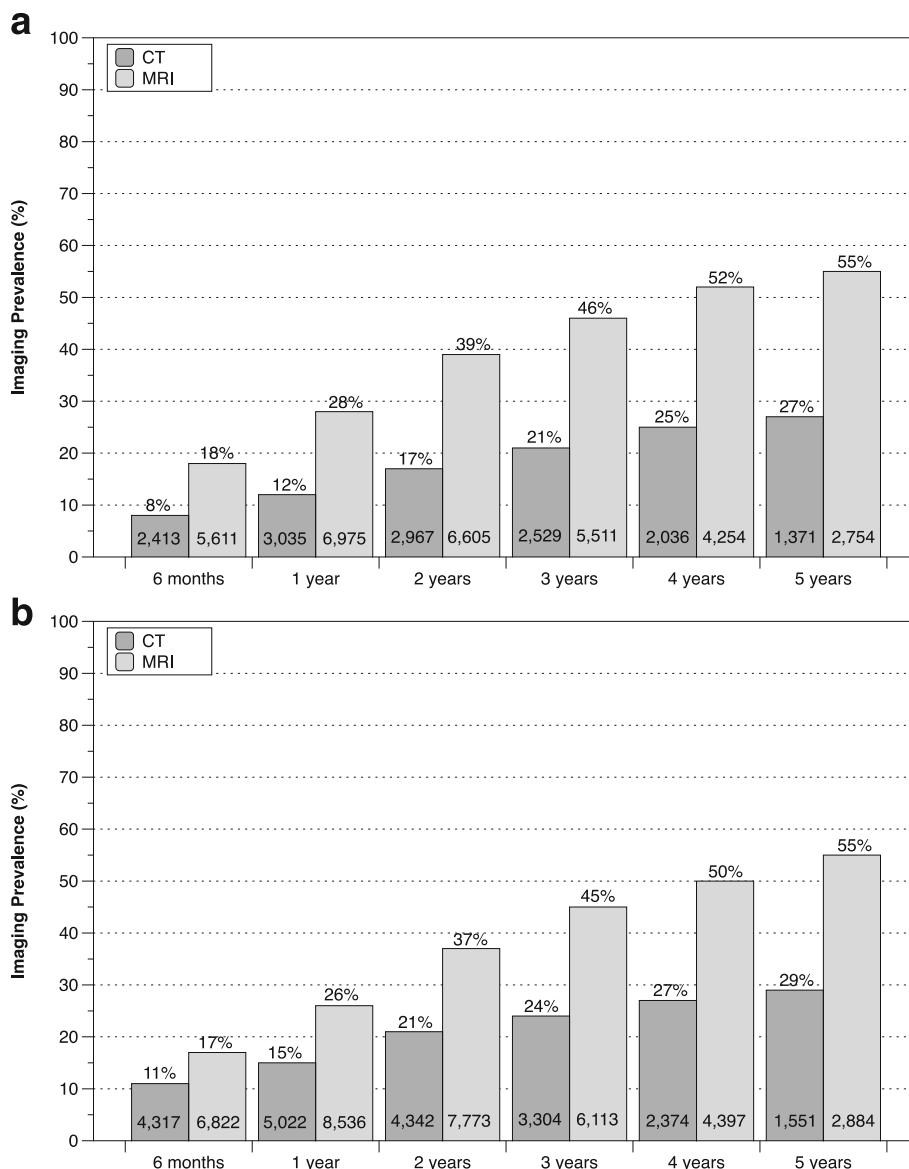 a
CT
MRI
Imaging Prevalence (%)
100
90
80
70
60
50
40
30
20
10
0
8% 18% 12% 28% 17% 39% 21% 46% 25% 52% 27% 55%
2,413 5,611 3,035 6,975 2,967 6,605 2,529 5,511 2,036 4,254 1,371 2,754
6 months 1 year 2 years 3 years 4 years 5 years
b
CT
MRI
Imaging Prevalence (%)
100
90
80
70
60
50
40
30
20
10
0
11% 17% 15% 26% 21% 37% 24% 45% 27% 50% 29% 55%
4,317 6,822 5,022 8,536 4,342 7,773 3,304 6,113 2,374 4,397 1,551 2,884
6 months 1 year 2 years 3 years 4 years 5 years